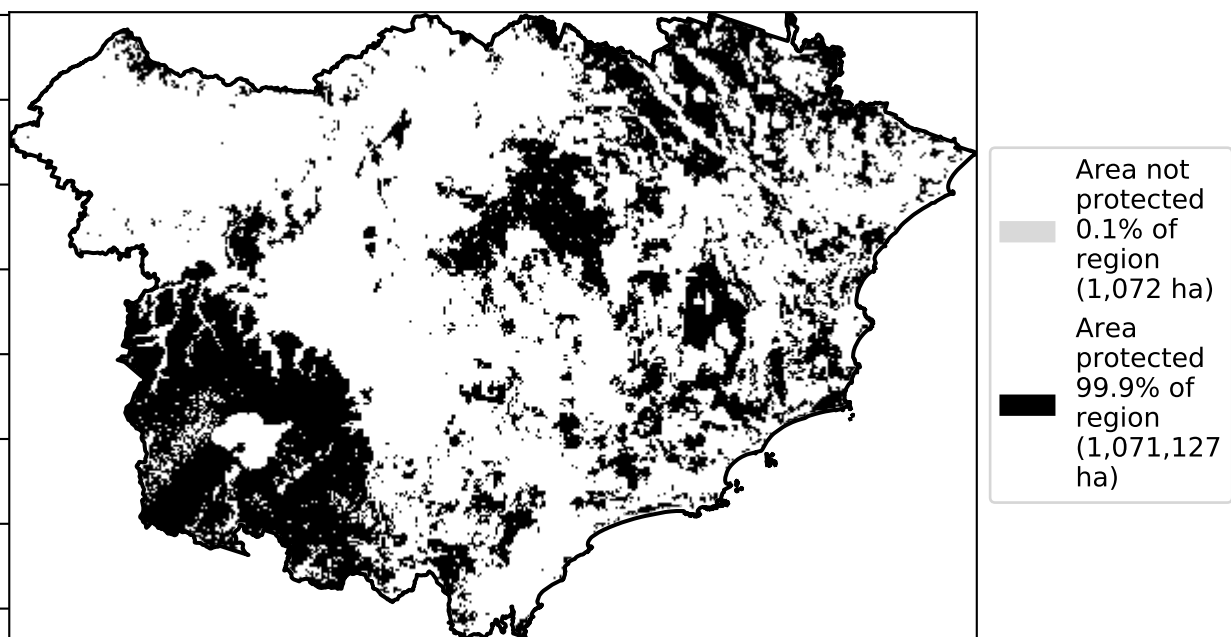 Area not
protected
0.1% of
region
(1,072 ha)
Area
protected
99.9% of
region
(1,071,127
ha)